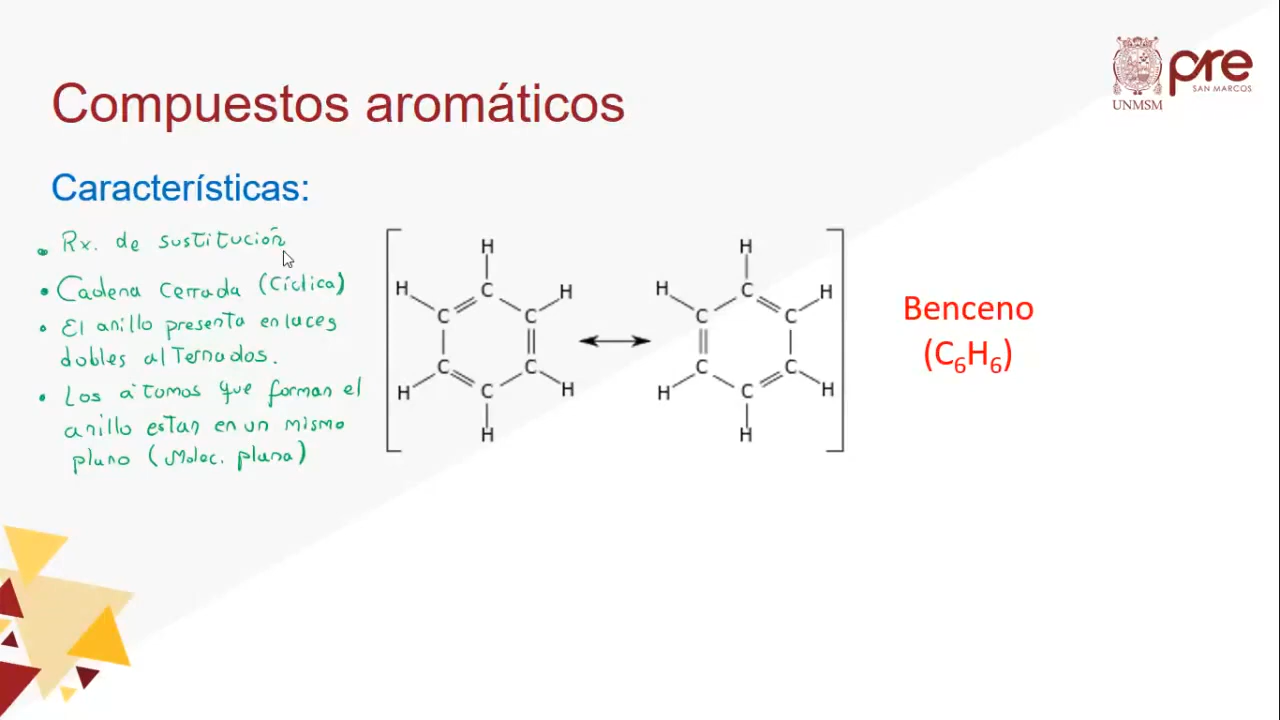 Compuestos aromáticos
UNMSM
pre
SAN MARCOS
Características:
• Rx. de sustitución
• Cadena cerrada (Cíclica)
• El anillo presenta enlaces
dobles alTernados.
• Los átomos que forman el
anillo estan en un mismo
plano (Molec. plana)
H H
H C H H C H
C C C C
C C C C
H C H H C H
H H
Benceno
(C₆H₆)